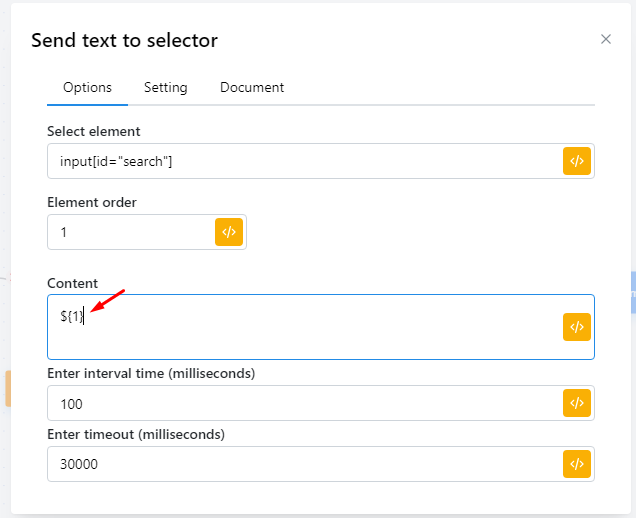 Send text to selector
Options Setting Document
Select element
input[id="search"]
</>
Element order
1
</>
Content
${1}
</>
Enter interval time (milliseconds)
100
</>
Enter timeout (milliseconds)
30000
</>